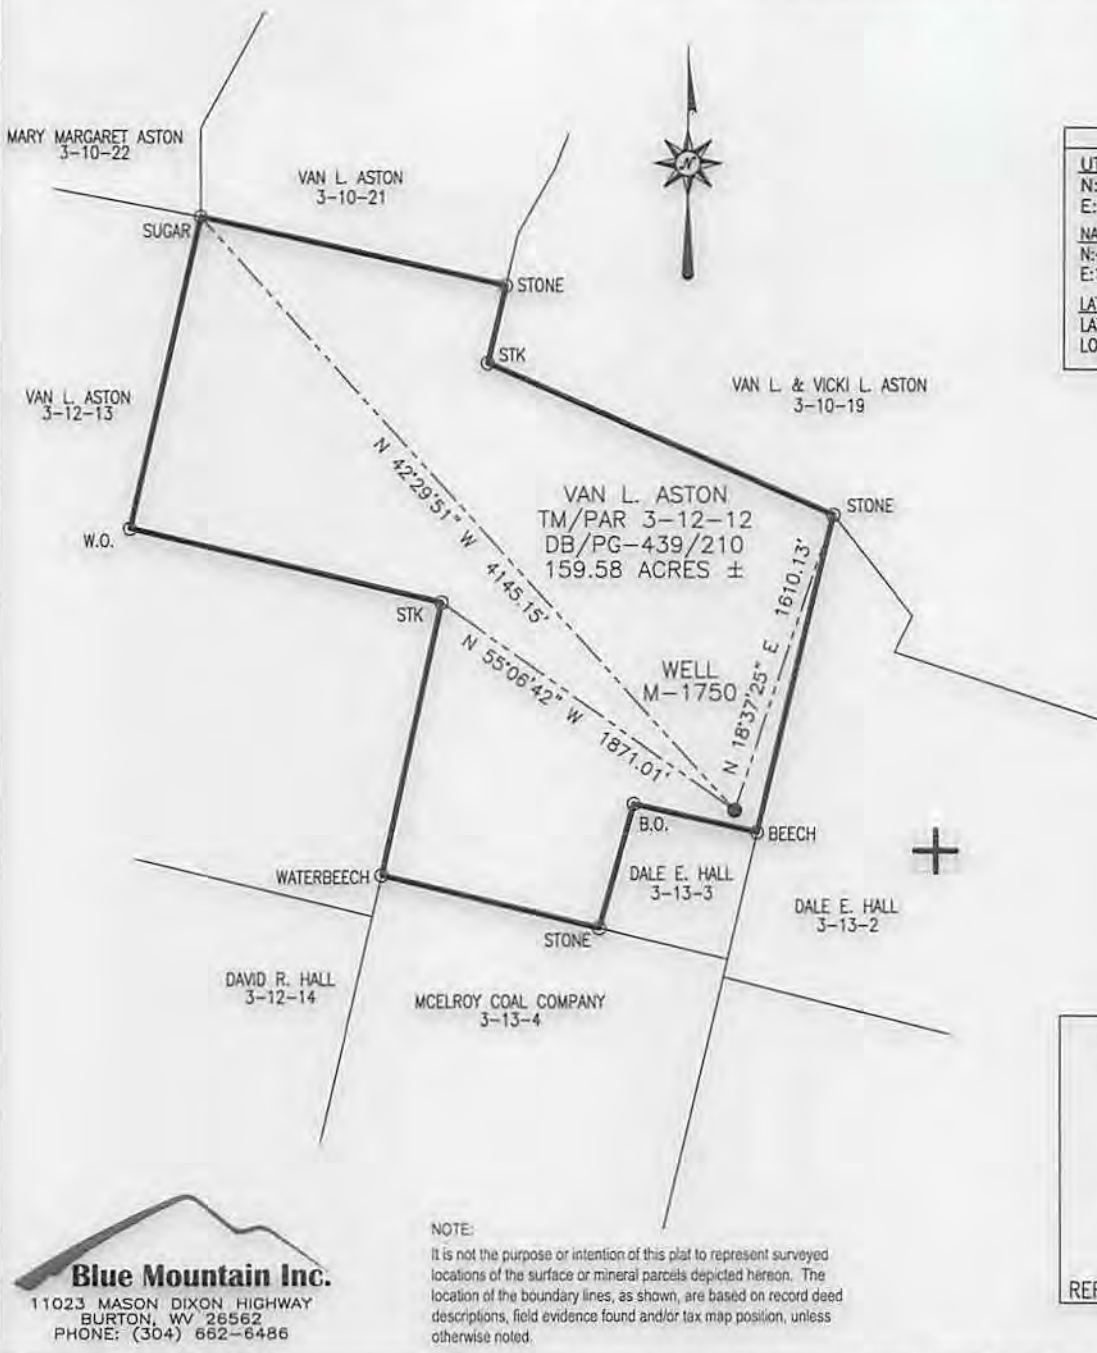 MARY MARGARET ASTON
3-10-22
VAN L. ASTON
3-10-21
N
SUGAR
STONE
STK
VAN L. ASTON
3-12-13
VAN L. & VICKI L. ASTON
3-10-19
N 42°29'51" W 4145.15'
VAN L. ASTON
TM/PAR 3-12-12
DB/PG-439/210
159.58 ACRES ±
STONE
W.O.
STK
N 55°06'42" W 1871.01'
WELL
M-1750
N 18°37'25" E 1610.13'
B.O.
BEECH
WATERBEECH
DALE E. HALL
3-13-3
DALE E. HALL
3-13-2
STONE
DAVID R. HALL
3-12-14
MCELROY COAL COMPANY
3-13-4
N:
E:
N:
LO
Blue Mountain Inc.
11023 MASON DIXON HIGHWAY
BURTON, WV 26562
PHONE: (304) 662-6486
NOTE:
It is not the purpose or intention of this plat to represent surveyed
locations of the surface or mineral parcels depicted hereon. The
location of the boundary lines, as shown, are based on record deed
descriptions, field evidence found and/or tax map position, unless
otherwise noted.